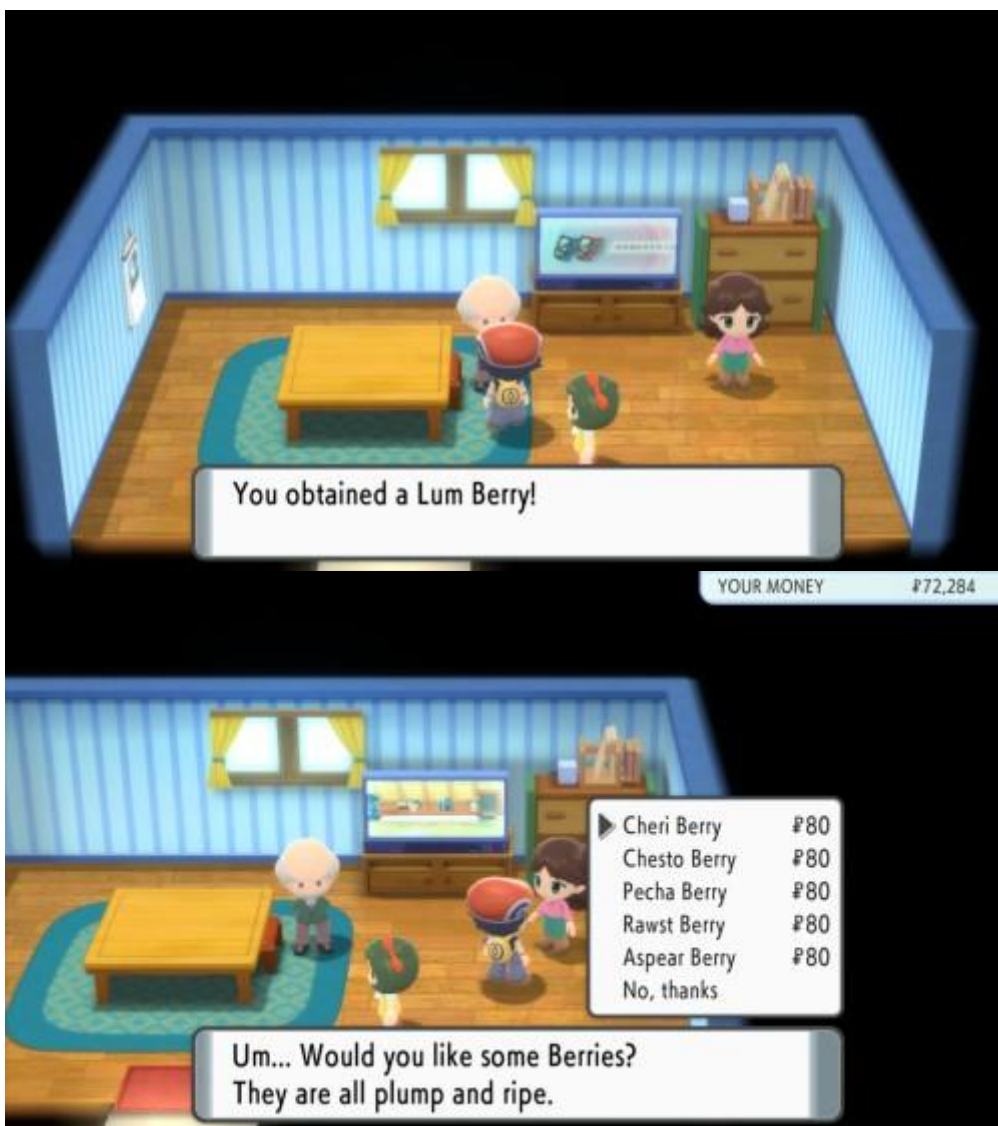 You obtained a Lum Berry!
YOUR MONEY ₽72,284
Cheri Berry ₽80
Chesto Berry ₽80
Pecha Berry ₽80
Rawst Berry ₽80
Aspear Berry ₽80
No, thanks
Um... Would you like some Berries?
They are all plump and ripe.